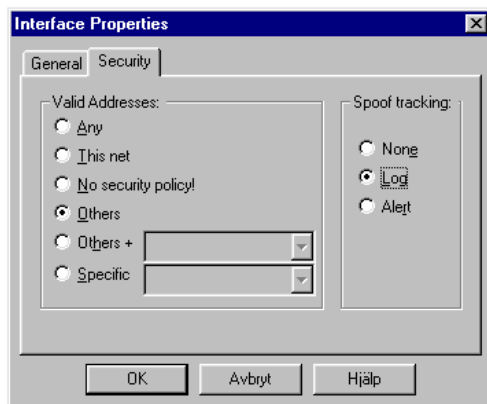 Interface Properties
General Security
Valid Addresses:
Any
This net
No security policy!
Others
Others +
Specific
Spoof tracking:
None
Log
Alert
OK Avbryt Hjälp